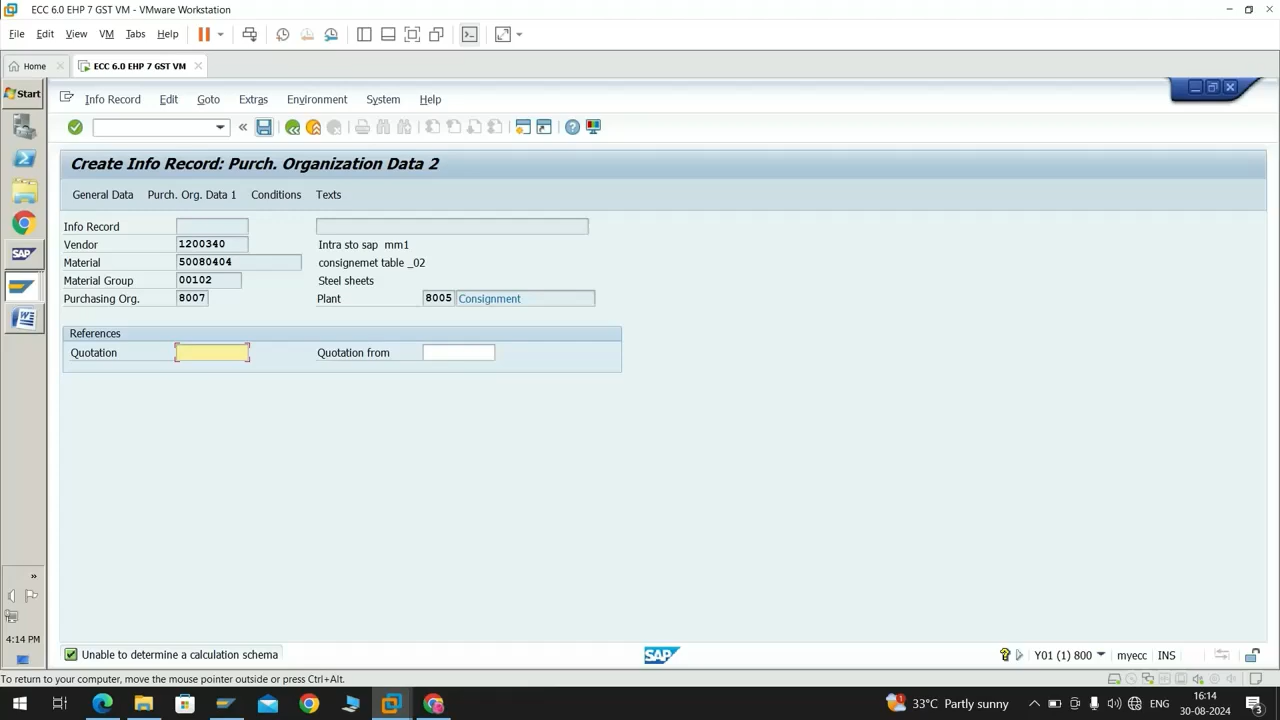 ECC 6.0 EHP 7 GST VM - VMware Workstation
File Edit View VM Tabs Help
Home ECC 6.0 EHP 7 GST VM
Start
Info Record Edit Goto Extras Environment System Help
Create Info Record: Purch. Organization Data 2
General Data Purch. Org. Data 1 Conditions Texts
Info Record
Vendor 1200340 Intra sto sap mm1
Material 50080404 consignemet table _02
Material Group 00102 Steel sheets
Purchasing Org. 8007 Plant 8005 Consignment
References
Quotation Quotation from
4:14 PM
Unable to determine a calculation schema SAP Y01 (1) 800 myecc INS
To return to your computer, move the mouse pointer outside or press Ctrl+Alt.
1 33°C Partly sunny ENG 16:14
30-08-2024 3